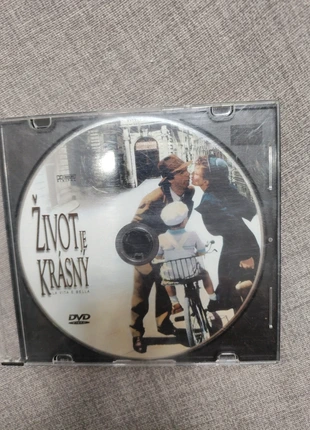 ŽIVOT JE
KRÁSNY
LA VITA È BELLA
DVD